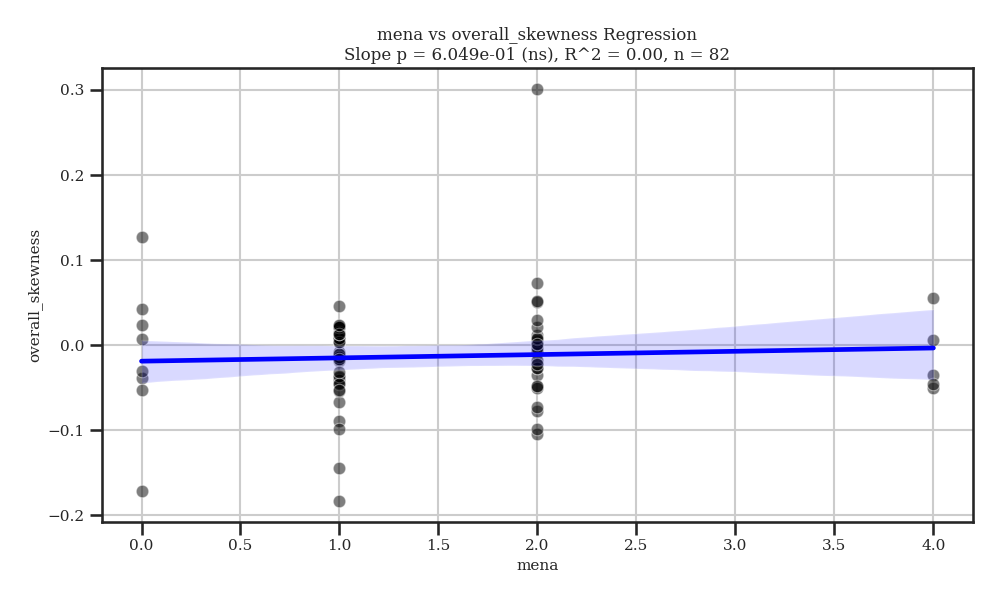 mena vs overall_skewness Regression
Slope p = 6.049e-01 (ns), R^2 = 0.00, n = 82
overall_skewness
0.3
0.2
0.1
0.0
−0.1
−0.2
0.0 0.5 1.0 1.5 2.0 2.5 3.0 3.5 4.0
mena